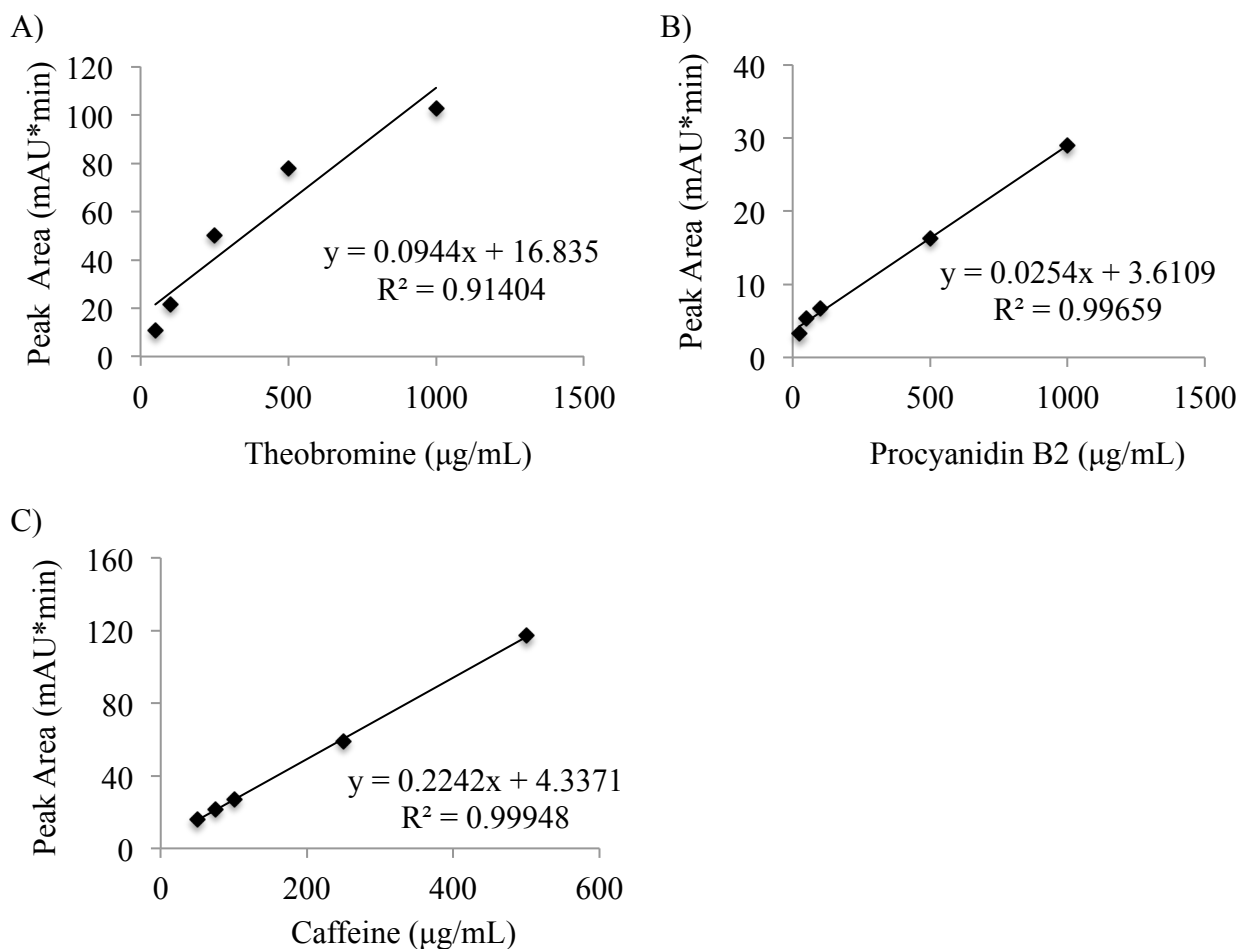 A)
Peak Area (mAU*min)
120
100
80
60
40
20
0
y = 0.0944x + 16.835
R² = 0.91404
0 500 1000 1500
Theobromine (μg/mL)
B)
Peak Area (mAU*min)
40
30
20
10
0
y = 0.0254x + 3.6109
R² = 0.99659
0 500 1000 1500
Procyanidin B2 (μg/mL)
C)
Peak Area (mAU*min)
160
120
80
40
0
y = 0.2242x + 4.3371
R² = 0.99948
0 200 400 600
Caffeine (μg/mL)